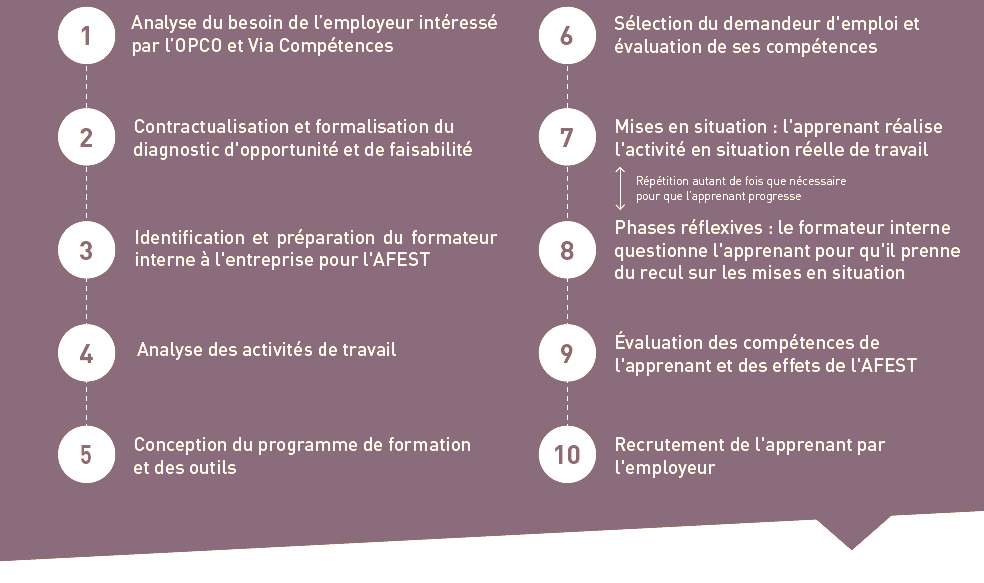 1
Analyse du besoin de l’employeur intéressé
par l’OPCO et Via Compétences
2
Contractualisation et formalisation du
diagnostic d'opportunité et de faisabilité
3
Identification et préparation du formateur
interne à l'entreprise pour l'AFEST
4
Analyse des activités de travail
5
Conception du programme de formation
et des outils
6
Sélection du demandeur d'emploi et
évaluation de ses compétences
7
Mises en situation : l'apprenant réalise
l'activité en situation réelle de travail
Répétition autant de fois que nécessaire
pour que l'apprenant progresse
8
Phases réflexives : le formateur interne
questionne l'apprenant pour qu'il prenne
du recul sur les mises en situation
9
Évaluation des compétences de
l'apprenant et des effets de l'AFEST
10
Recrutement de l'apprenant par
l'employeur